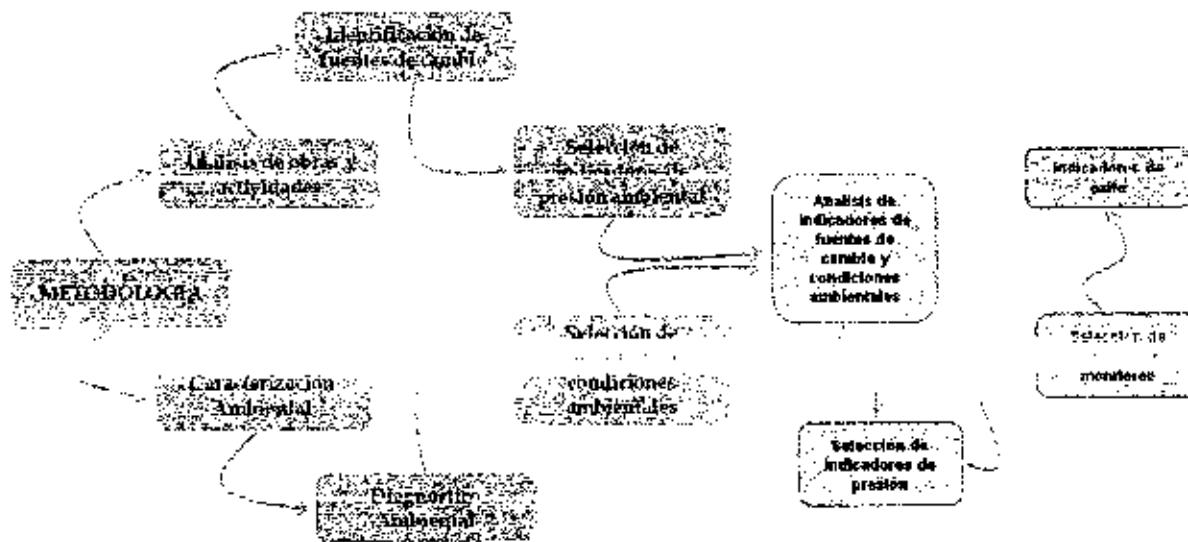 Identificación de
fuentes de cambio
Análisis de obras y
actividades
METODOLOGÍA
Selección de
presión ambiental
Analisis de
indicadores de
fuentes de
cambio y
condiciones
ambientales
Indicadores de
Selección de
condiciones
ambientales
Selección de
monitoreo
Caracterización
Ambiental
Selección de
indicadores de
presión
Diagnóstico
Ambiental